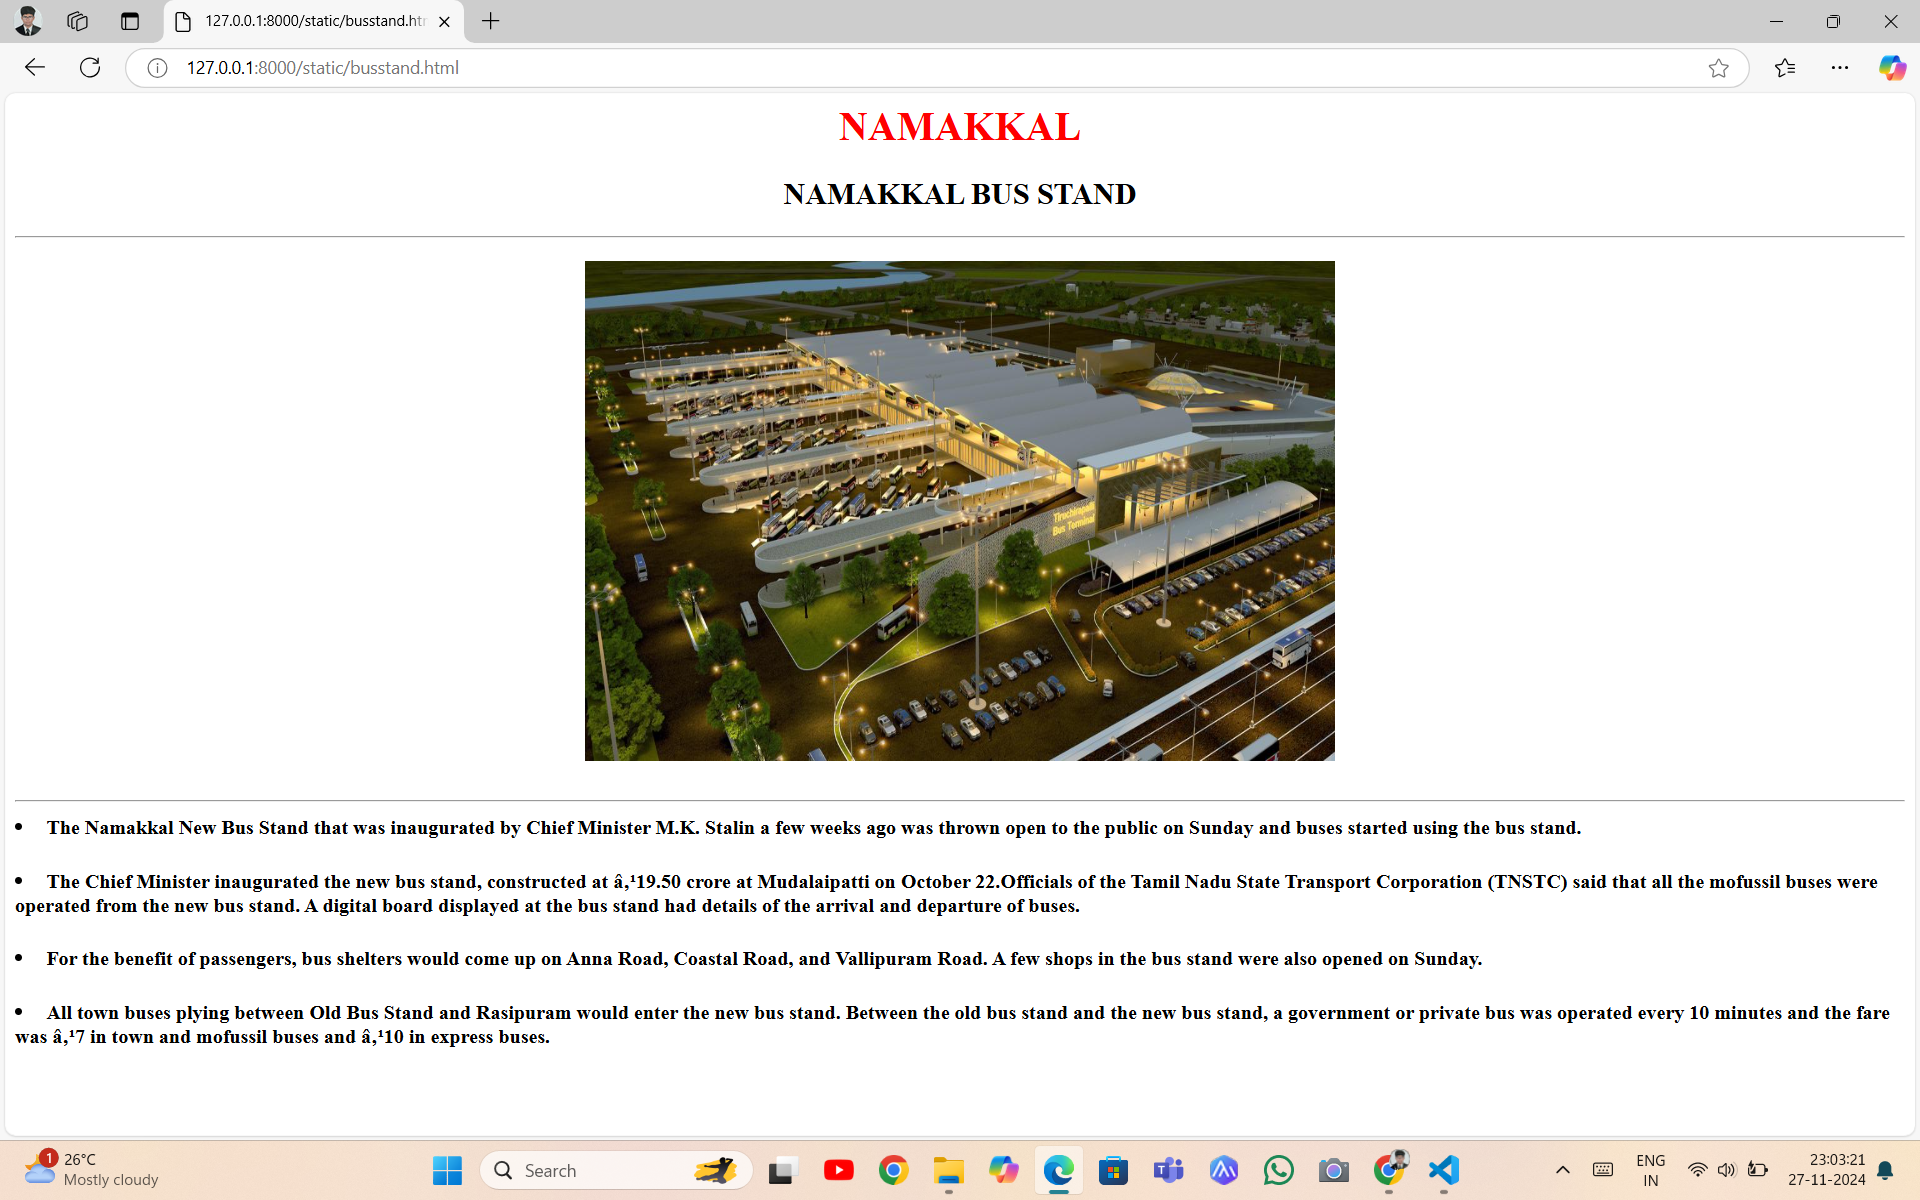 127.0.0.1:8000/static/busstand.htm
127.0.0.1:8000/static/busstand.html
NAMAKKAL
NAMAKKAL BUS STAND
Tiruchirapalli
Bus Terminal
• The Namakkal New Bus Stand that was inaugurated by Chief Minister M.K. Stalin a few weeks ago was thrown open to the public on Sunday and buses started using the bus stand.
• The Chief Minister inaugurated the new bus stand, constructed at â‚¹19.50 crore at Mudalaipatti on October 22.Officials of the Tamil Nadu State Transport Corporation (TNSTC) said that all the mofussil buses were
operated from the new bus stand. A digital board displayed at the bus stand had details of the arrival and departure of buses.
• For the benefit of passengers, bus shelters would come up on Anna Road, Coastal Road, and Vallipuram Road. A few shops in the bus stand were also opened on Sunday.
• All town buses plying between Old Bus Stand and Rasipuram would enter the new bus stand. Between the old bus stand and the new bus stand, a government or private bus was operated every 10 minutes and the fare
was â‚¹7 in town and mofussil buses and â‚¹10 in express buses.
1
26°C
Mostly cloudy
Search
ENG
IN
23:03:21
27-11-2024